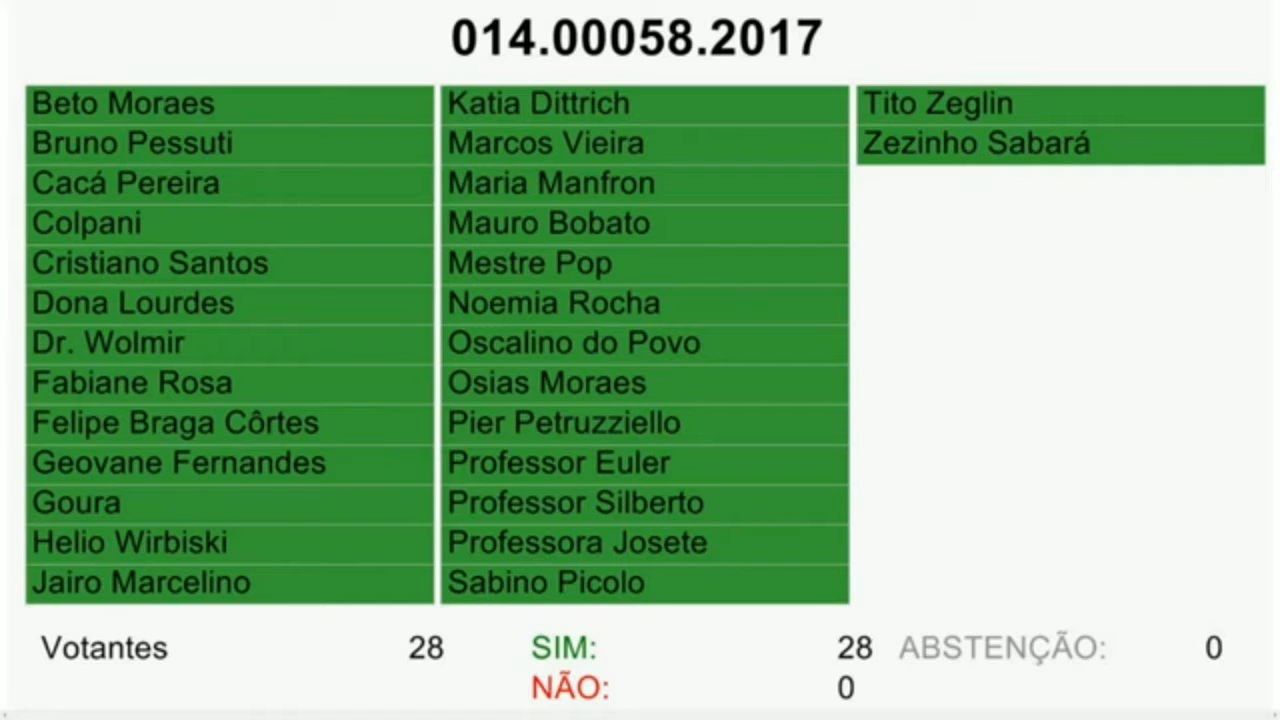 014.00058.2017
Beto Moraes
Bruno Pessuti
Cacá Pereira
Colpani
Cristiano Santos
Dona Lourdes
Dr. Wolmir
Fabiane Rosa
Felipe Braga Côrtes
Geovane Fernandes
Goura
Helio Wirbiski
Jairo Marcelino
Katia Dittrich
Marcos Vieira
Maria Manfron
Mauro Bobato
Mestre Pop
Noemia Rocha
Oscalino do Povo
Osias Moraes
Pier Petruzziello
Professor Euler
Professor Silberto
Professora Josete
Sabino Picolo
Tito Zeglin
Zezinho Sabará
Votantes 28 SIM: 28 ABSTENÇÃO: 0
NÃO: 0